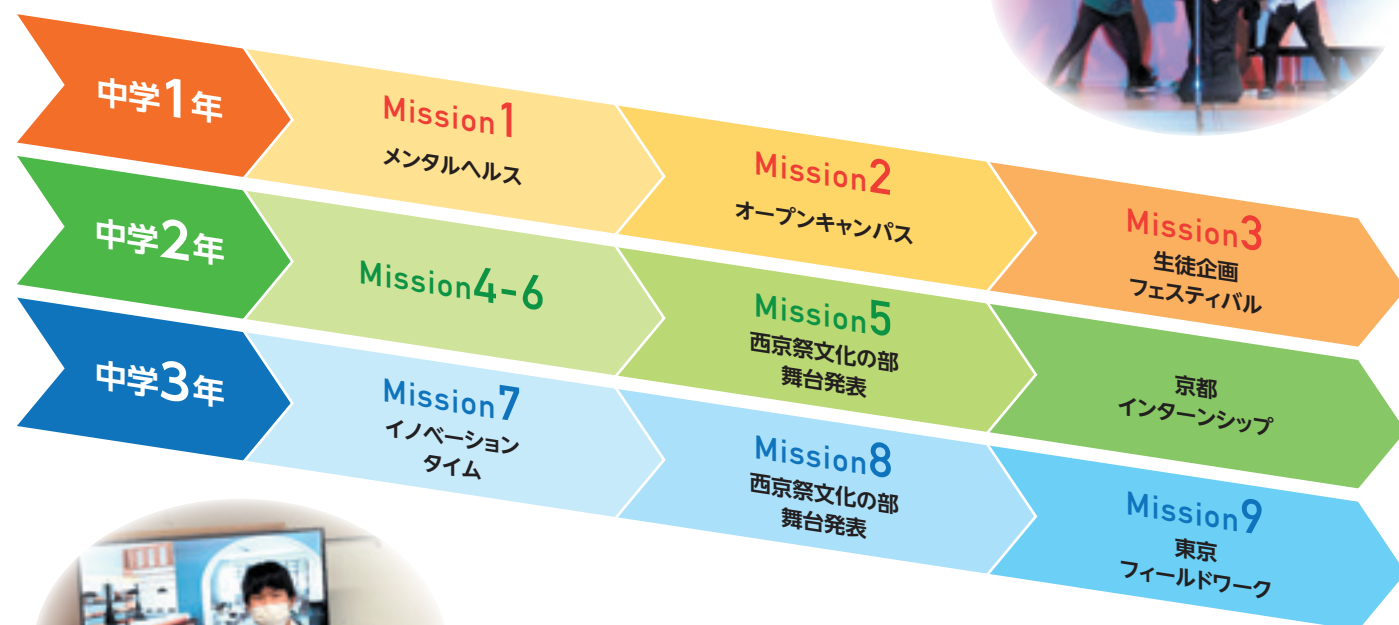 中学1年
Mission1
メンタルヘルス
Mission2
オープンキャンパス
Mission3
生徒企画
フェスティバル
中学2年
Mission4-6
Mission5
西京祭文化の部
舞台発表
京都
インターンシップ
中学3年
Mission7
イノベーション
タイム
Mission8
西京祭文化の部
舞台発表
Mission9
東京
フィールドワーク